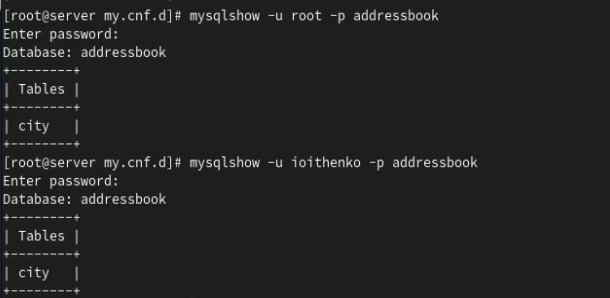 [root@server my.cnf.d]# mysqlshow -u root -p addressbook
Enter password:
Database: addressbook
+--------+
| Tables |
+--------+
| city   |
+--------+
[root@server my.cnf.d]# mysqlshow -u ioithenko -p addressbook
Enter password:
Database: addressbook
+--------+
| Tables |
+--------+
| city   |
+--------+